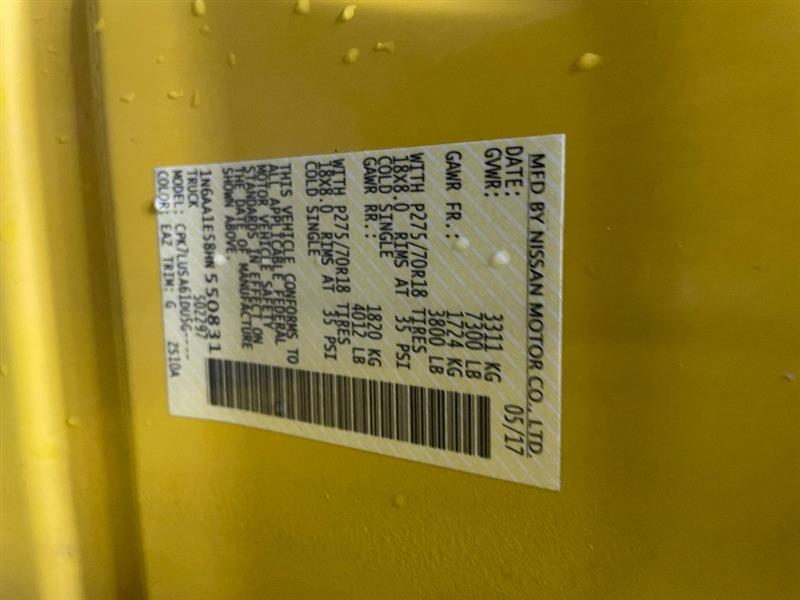 MFD BY NISSAN MOTOR CO., LTD.
DATE: 05/17
GVWR: 3311 KG
7300 LB
GAWR FR.: 1724 KG
3800 LB
WITH P275/70R18 TIRES
18X8.0 RIMS AT 35 PSI
COLD SINGLE
GAWR RR.: 1820 KG
4012 LB
WITH P275/70R18 TIRES
18X8.0 RIMS AT 35 PSI
COLD SINGLE
THIS VEHICLE CONFORMS TO
ALL APPLICABLE FEDERAL
MOTOR VEHICLE SAFETY
STANDARDS IN EFFECT ON
THE DATE OF MANUFACTURE
SHOWN ABOVE.
1N6AA1E58HN550831
TRUCK 502297
MODEL: CPK7LUSA61DUSG----
COLOR: EAZ TRIM: G ZS10A